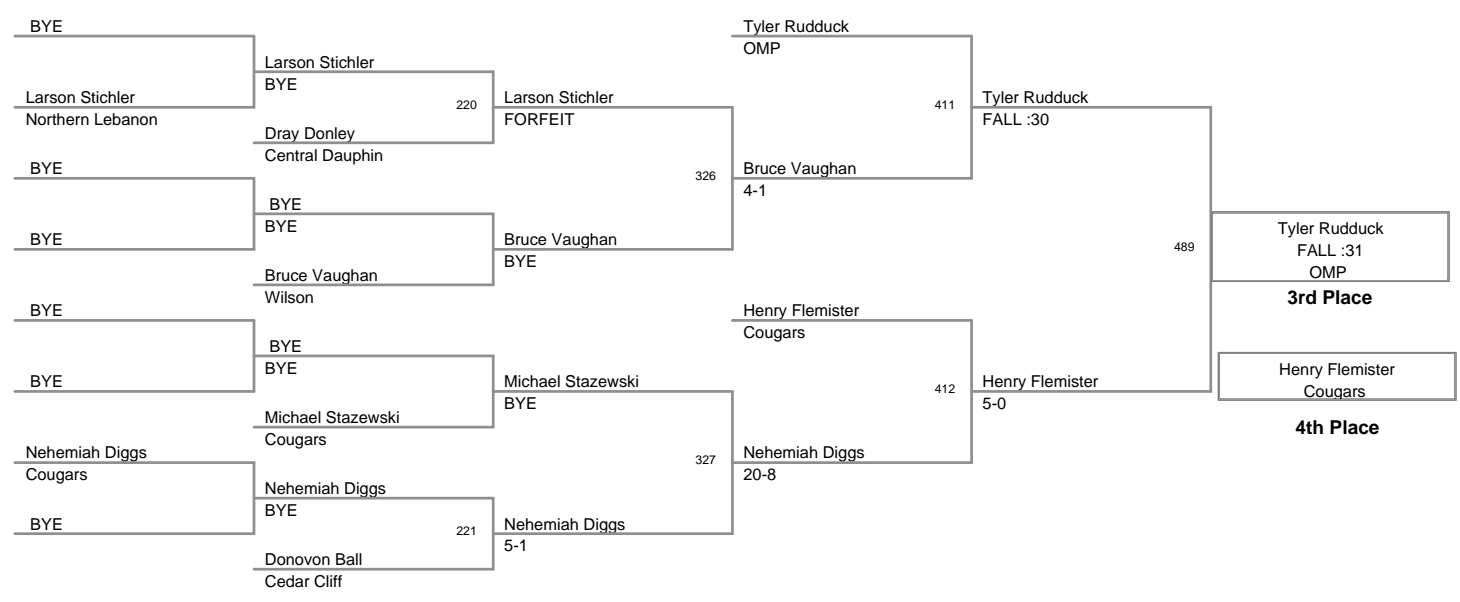 BYE
Larson Stichler
Northern Lebanon
BYE
BYE
BYE
BYE
Nehemiah Diggs
Cougars
BYE
Larson Stichler
BYE
220
Dray Donley
Central Dauphin
BYE
BYE
Bruce Vaughan
Wilson
BYE
BYE
Michael Stazewski
Cougars
Nehemiah Diggs
BYE
221
Donovon Ball
Cedar Cliff
Larson Stichler
FORFEIT
326
Bruce Vaughan
BYE
Michael Stazewski
BYE
327
Nehemiah Diggs
5-1
Tyler Rudduck
OMP
411
Bruce Vaughan
4-1
Henry Flemister
Cougars
412
Nehemiah Diggs
20-8
Tyler Rudduck
FALL :30
489
Henry Flemister
5-0
Tyler Rudduck
FALL :31
OMP
3rd Place
Henry Flemister
Cougars
4th Place